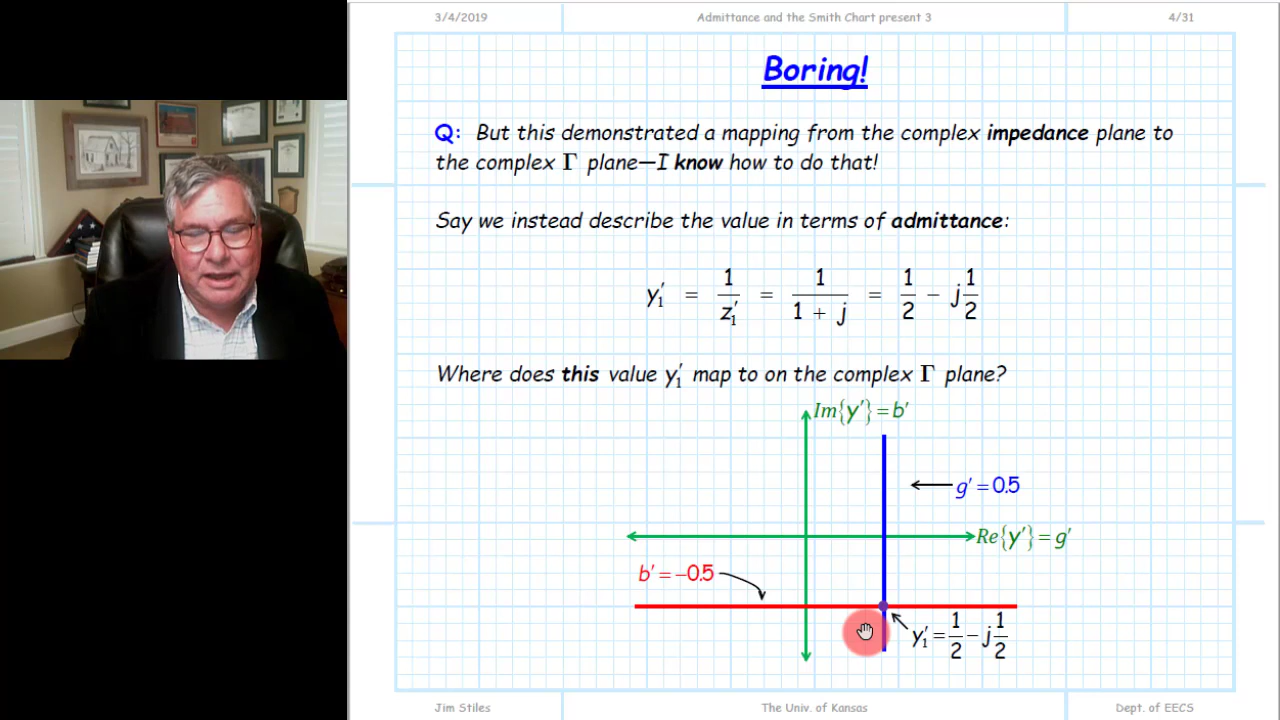 3/4/2019 Admittance and the Smith Chart present 3 4/31
Boring!
Q: But this demonstrated a mapping from the complex impedance plane to
the complex Γ plane—I know how to do that!
Say we instead describe the value in terms of admittance:
y₁′ = 1/z₁′ = 1/(1 + j) = 1/2 − j 1/2
Where does this value y₁′ map to on the complex Γ plane?
Im{y′} = b′
g′ = 0.5
Re{y′} = g′
b′ = −0.5
y₁′ = 1/2 − j 1/2
Jim Stiles The Univ. of Kansas Dept. of EECS